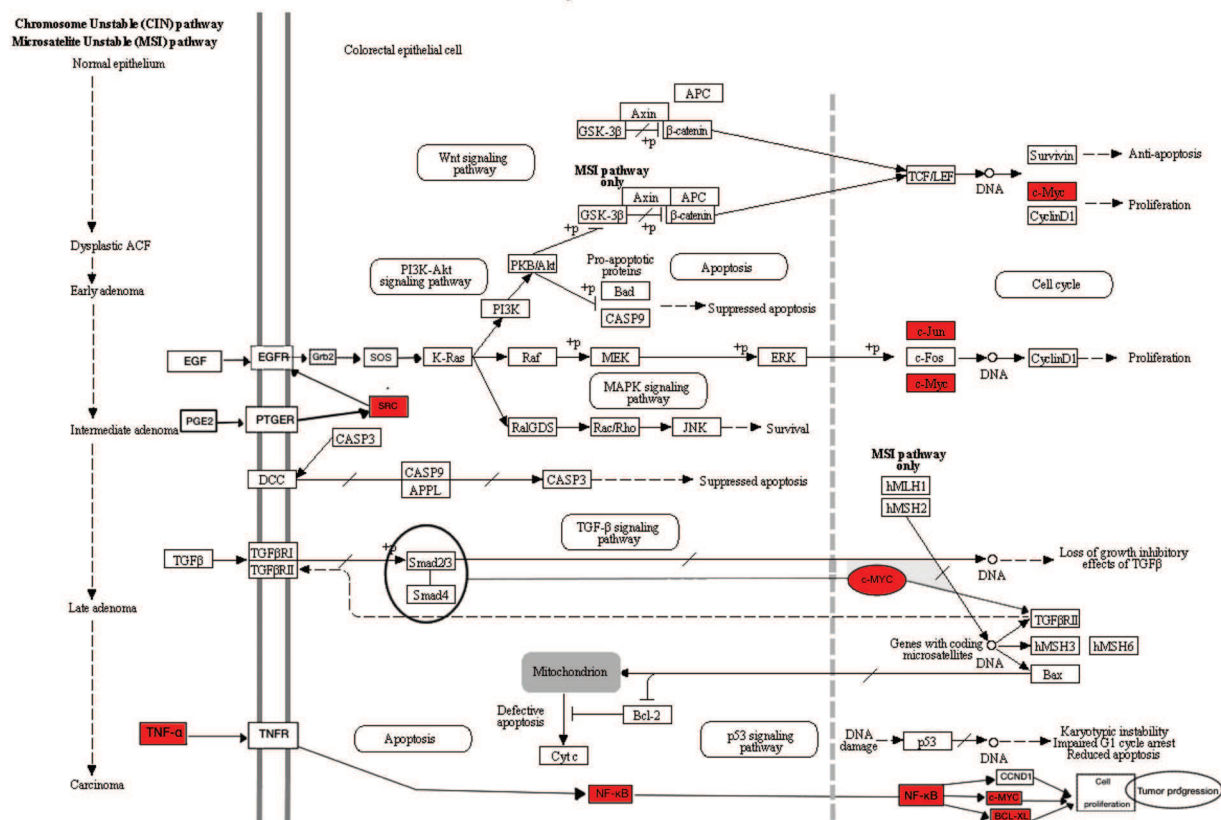 Chromosome Unstable (CIN) pathway
Microsatelite Unstable (MSI) pathway
Normal epithelium
Dysplastic ACF
Early adenoma
Intermediate adenoma
Late adenoma
Carcinoma
Colorectal epithelial cell
APC
Axin
GSK-3β
β-catenin
+p
TCF/LEF
DNA
Survivin
Anti-apoptosis
c-Myc
Proliferation
CyclinD1
Wnt signaling
pathway
MSI pathway
only
Axin
APC
GSK-3β
β-catenin
+p
+p
PKB/Akt
PI3K-Akt
signaling pathway
Pro-apoptotic
proteins
Apoptosis
+p
Bad
CASP9
Suppressed apoptosis
Cell cycle
PI3K
EGF
EGFR
Grb2
SOS
K-Ras
Raf
+p
MEK
+p
ERK
+p
c-Jun
c-Fos
c-Myc
DNA
CyclinD1
Proliferation
MAPK signaling
pathway
PGE2
PTGER
SRC
RalGDS
Rac/Rho
JNK
Survival
CASP3
DCC
CASP9
APPL
CASP3
Suppressed apoptosis
MSI pathway
only
hMLH1
hMSH2
TGF-β signaling
pathway
TGFβ
TGFβRI
TGFβRII
+p
Smad2/3
Smad4
c-MYC
DNA
Loss of growth inhibitory
effects of TGFβ
TGFβRII
Genes with coding
microsatellites
DNA
hMSH3
hMSH6
Bax
Mitochondrion
Bcl-2
Defective
apoptosis
Cyt c
TNF-α
TNFR
Apoptosis
p53 signaling
pathway
DNA
damage
p53
DNA
Karyotypic instability
Impaired G1 cycle arrest
Reduced apoptosis
NF-κB
NF-κB
CCND1
c-MYC
BCL-XL
Cell
proliferation
Tumor prdgression